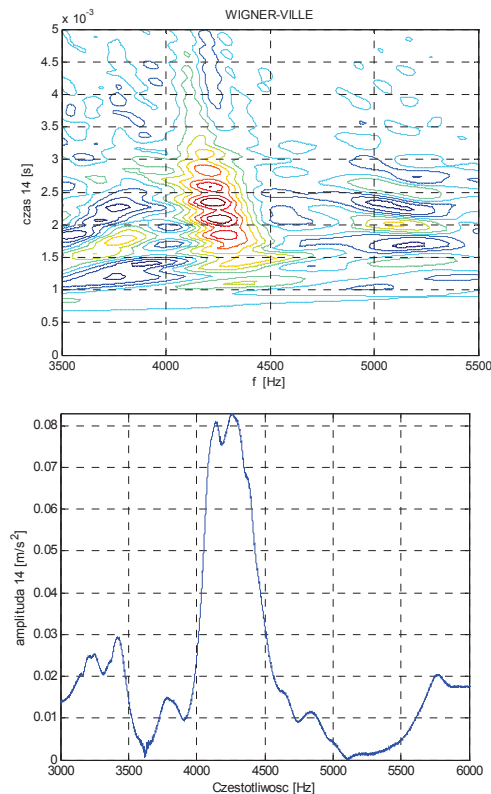 WIGNER-VILLE
x 10⁻³
5
4.5
4
3.5
3
2.5
2
1.5
1
0.5
0
czas 14 [s]
3500 4000 4500 5000 5500
f [Hz]
0.08
0.07
0.06
0.05
0.04
0.03
0.02
0.01
0
amplituda 14 [m/s²]
3000 3500 4000 4500 5000 5500 6000
Czestotliwosc [Hz]